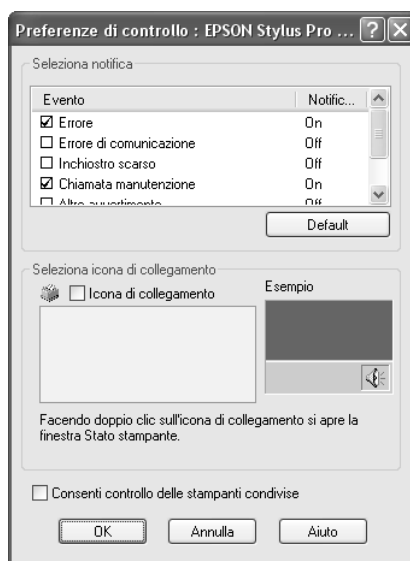 Preferenze di controllo : EPSON Stylus Pro ...
Seleziona notifica
Evento Notific...
Errore On
Errore di comunicazione Off
Inchiostro scarso Off
Chiamata manutenzione On
Altro avvertimento Off
Default
Seleziona icona di collegamento
Icona di collegamento
Esempio
Facendo doppio clic sull'icona di collegamento si apre la
finestra Stato stampante.
Consenti controllo delle stampanti condivise
OK Annulla Aiuto